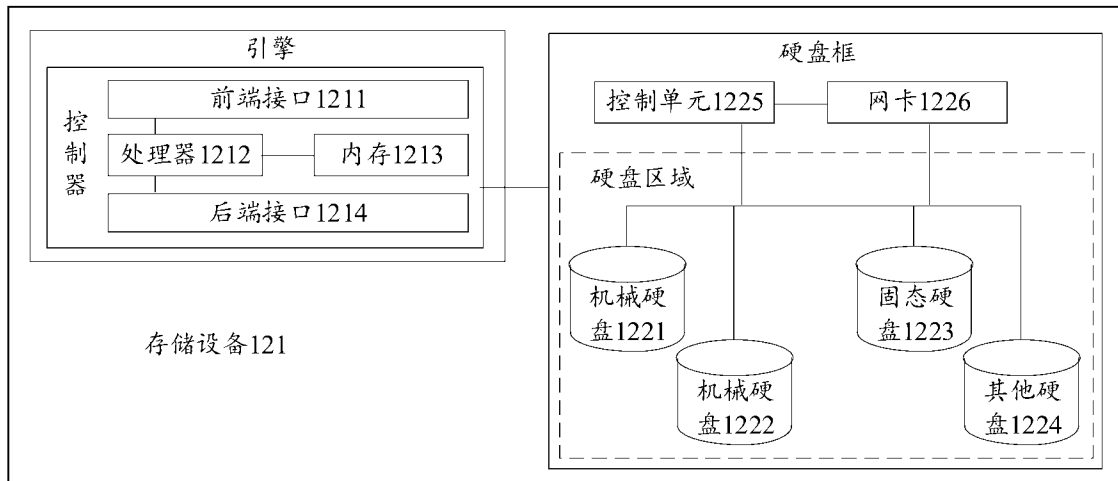 引擎
控制器
前端接口1211
处理器1212
内存1213
后端接口1214
存储设备121
硬盘框
控制单元1225
网卡1226
硬盘区域
机械硬
盘1221
机械硬
盘1222
固态硬
盘1223
其他硬
盘1224